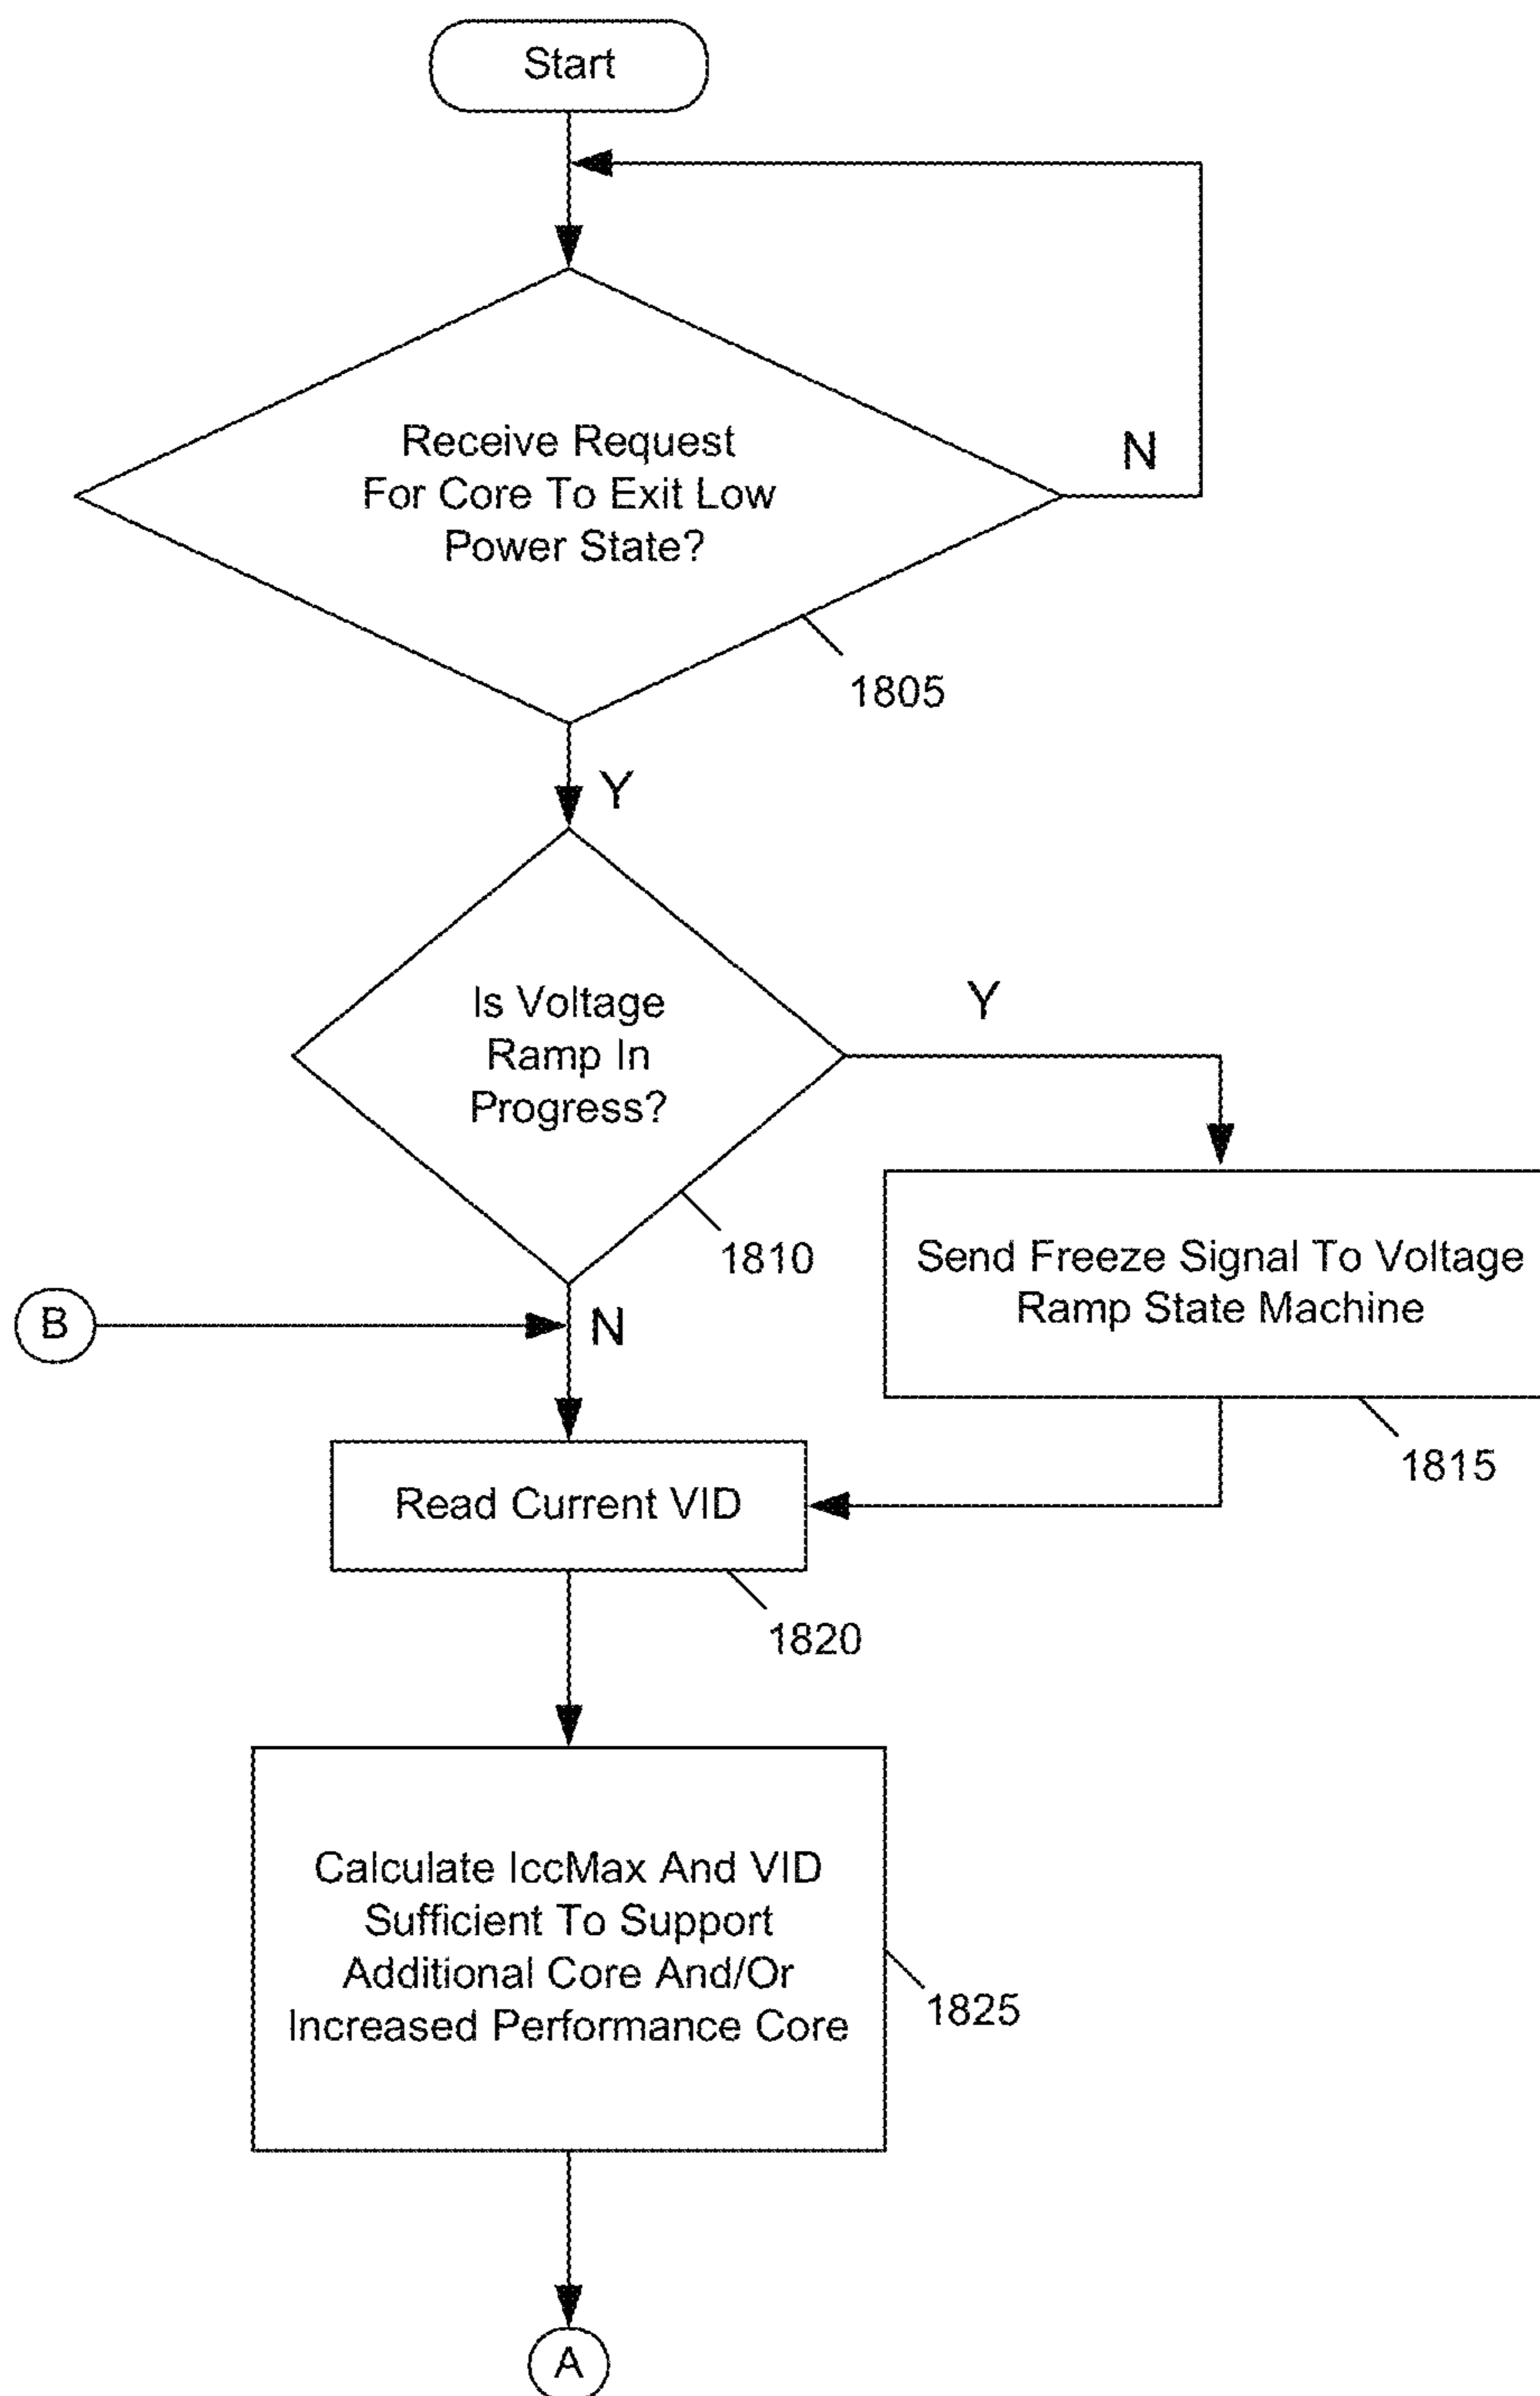 Start
Receive Request
For Core To Exit Low
Power State?
N
1805
Y
Is Voltage
Ramp In
Progress?
Y
1810
Send Freeze Signal To Voltage
Ramp State Machine
1815
B
N
Read Current VID
1820
Calculate IccMax And VID
Sufficient To Support
Additional Core And/Or
Increased Performance Core
1825
A